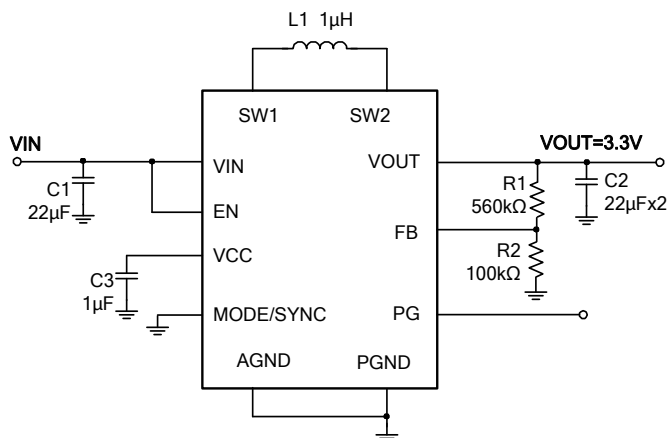 L1 1µH
SW1 SW2
VIN VOUT=3.3V
VIN VOUT
C1
22µF
R1
560kΩ
C2
22µFx2
EN
FB
VCC
R2
100kΩ
C3
1µF
MODE/SYNC PG
AGND PGND